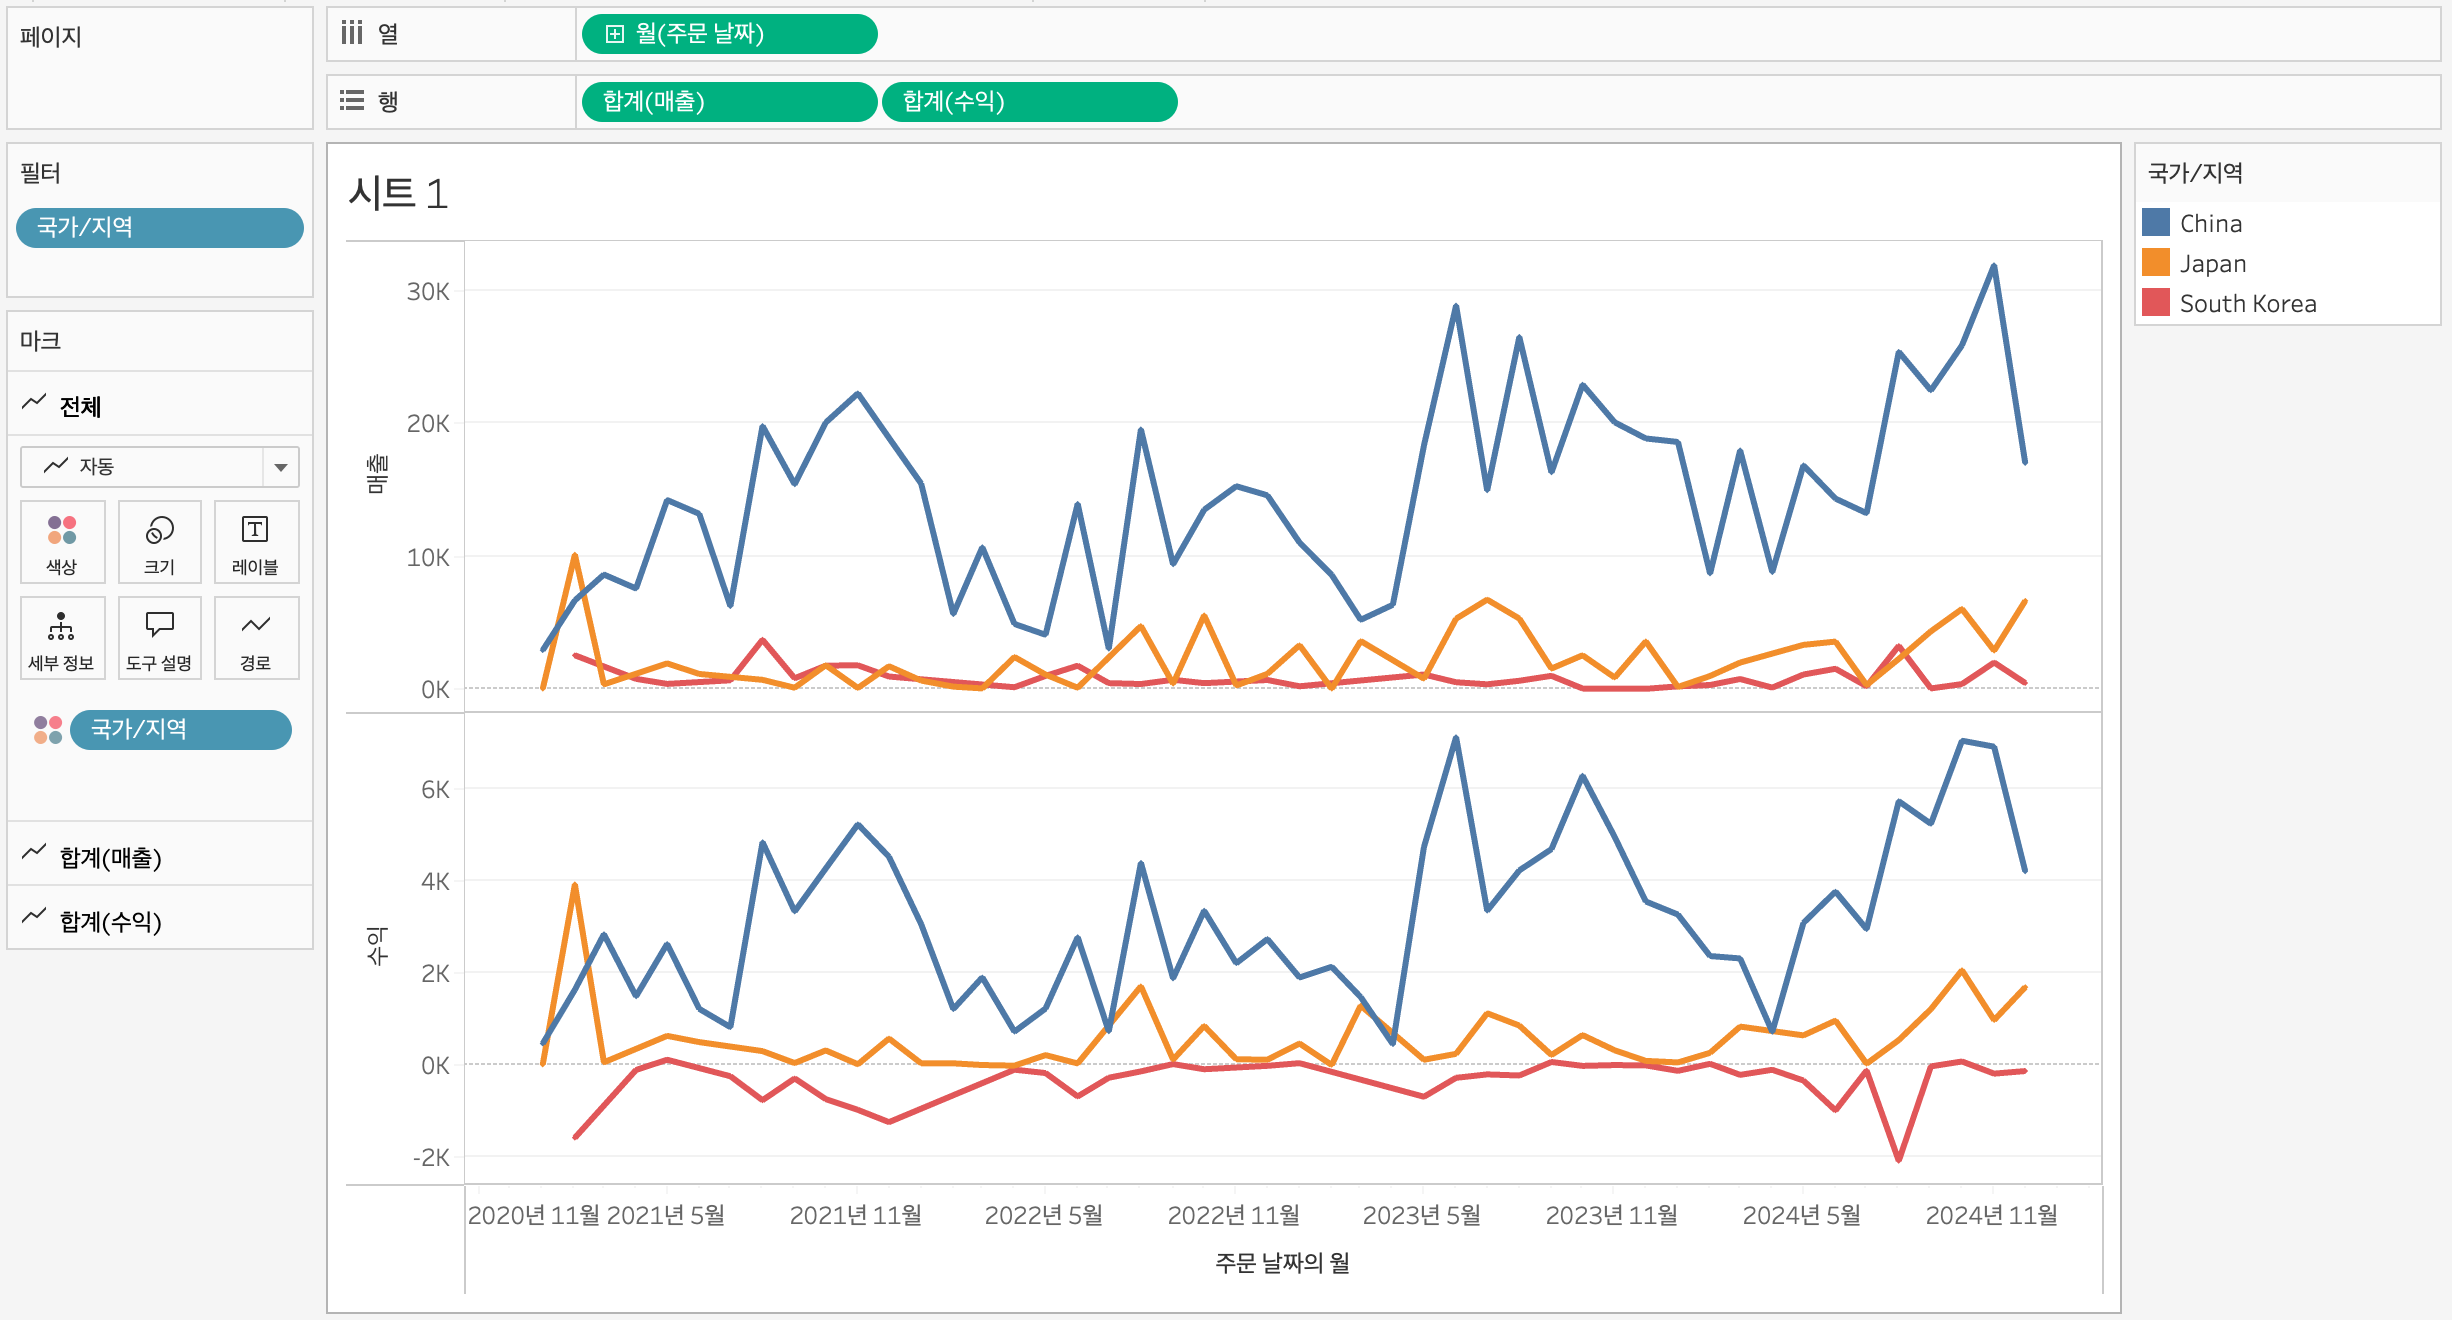 페이지
열
월(주문 날짜)
행
합계(매출)
합계(수익)
필터
국가/지역
마크
전체
자동
색상
크기
레이블
세부 정보
도구 설명
경로
국가/지역
합계(매출)
합계(수익)
시트 1
30K
20K
10K
0K
매출
6K
4K
2K
0K
-2K
수익
2020년 11월
2021년 5월
2021년 11월
2022년 5월
2022년 11월
2023년 5월
2023년 11월
2024년 5월
2024년 11월
주문 날짜의 월
국가/지역
China
Japan
South Korea